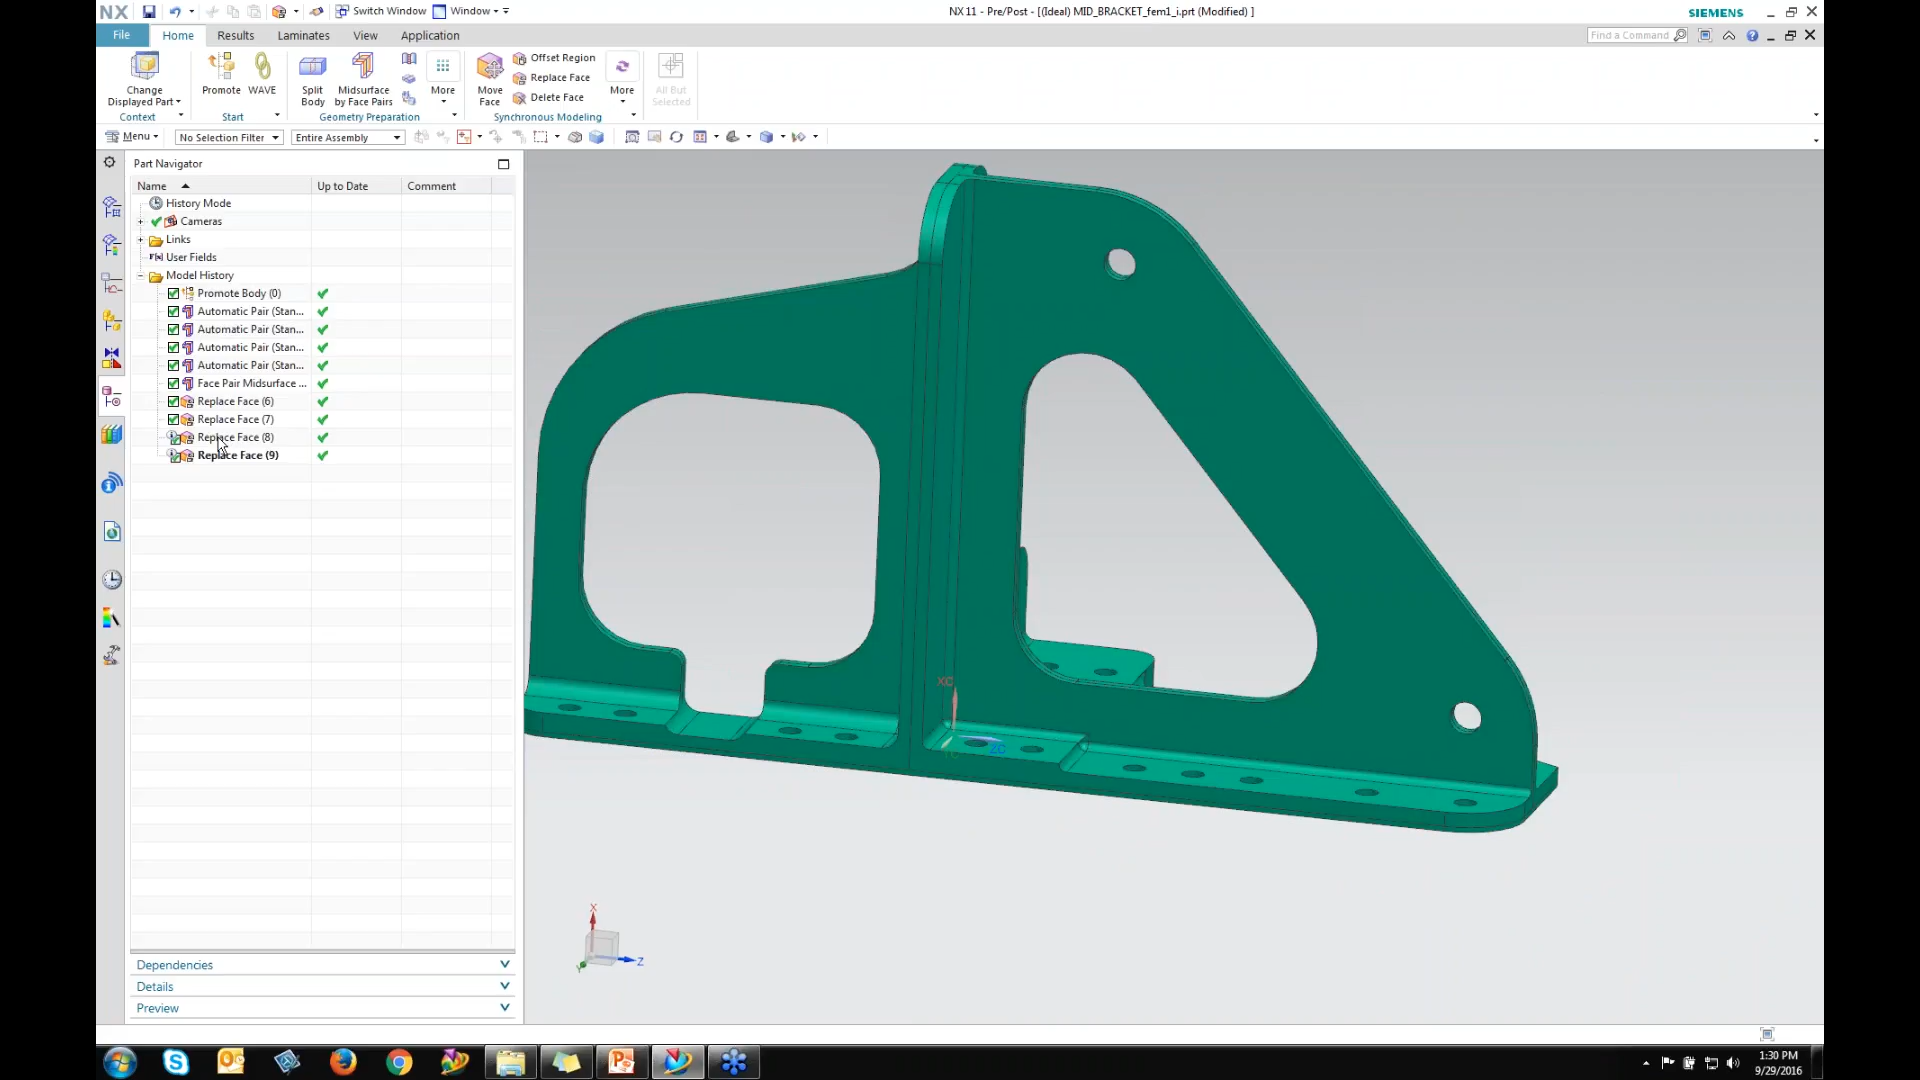 NX
Switch Window
Window
NX 11 - Pre/Post - [(Ideal) MID_BRACKET_fem1_i.prt (Modified) ]
SIEMENS
File
Home
Results
Laminates
View
Application
Find a Command
Change
Displayed Part
Promote
WAVE
Split
Body
Midsurface
by Face Pairs
More
Move
Face
Offset Region
Replace Face
Delete Face
More
All But
Selected
Context
Start
Geometry Preparation
Synchronous Modeling
Menu
No Selection Filter
Entire Assembly
Part Navigator
Name
Up to Date
Comment
History Mode
Cameras
Links
User Fields
Model History
Promote Body (0)
Automatic Pair (Stan...
Automatic Pair (Stan...
Automatic Pair (Stan...
Automatic Pair (Stan...
Face Pair Midsurface ...
Replace Face (6)
Replace Face (7)
Replace Face (8)
Replace Face (9)
XC
ZC
X
Z
Y
Dependencies
Details
Preview
1:30 PM
9/29/2016